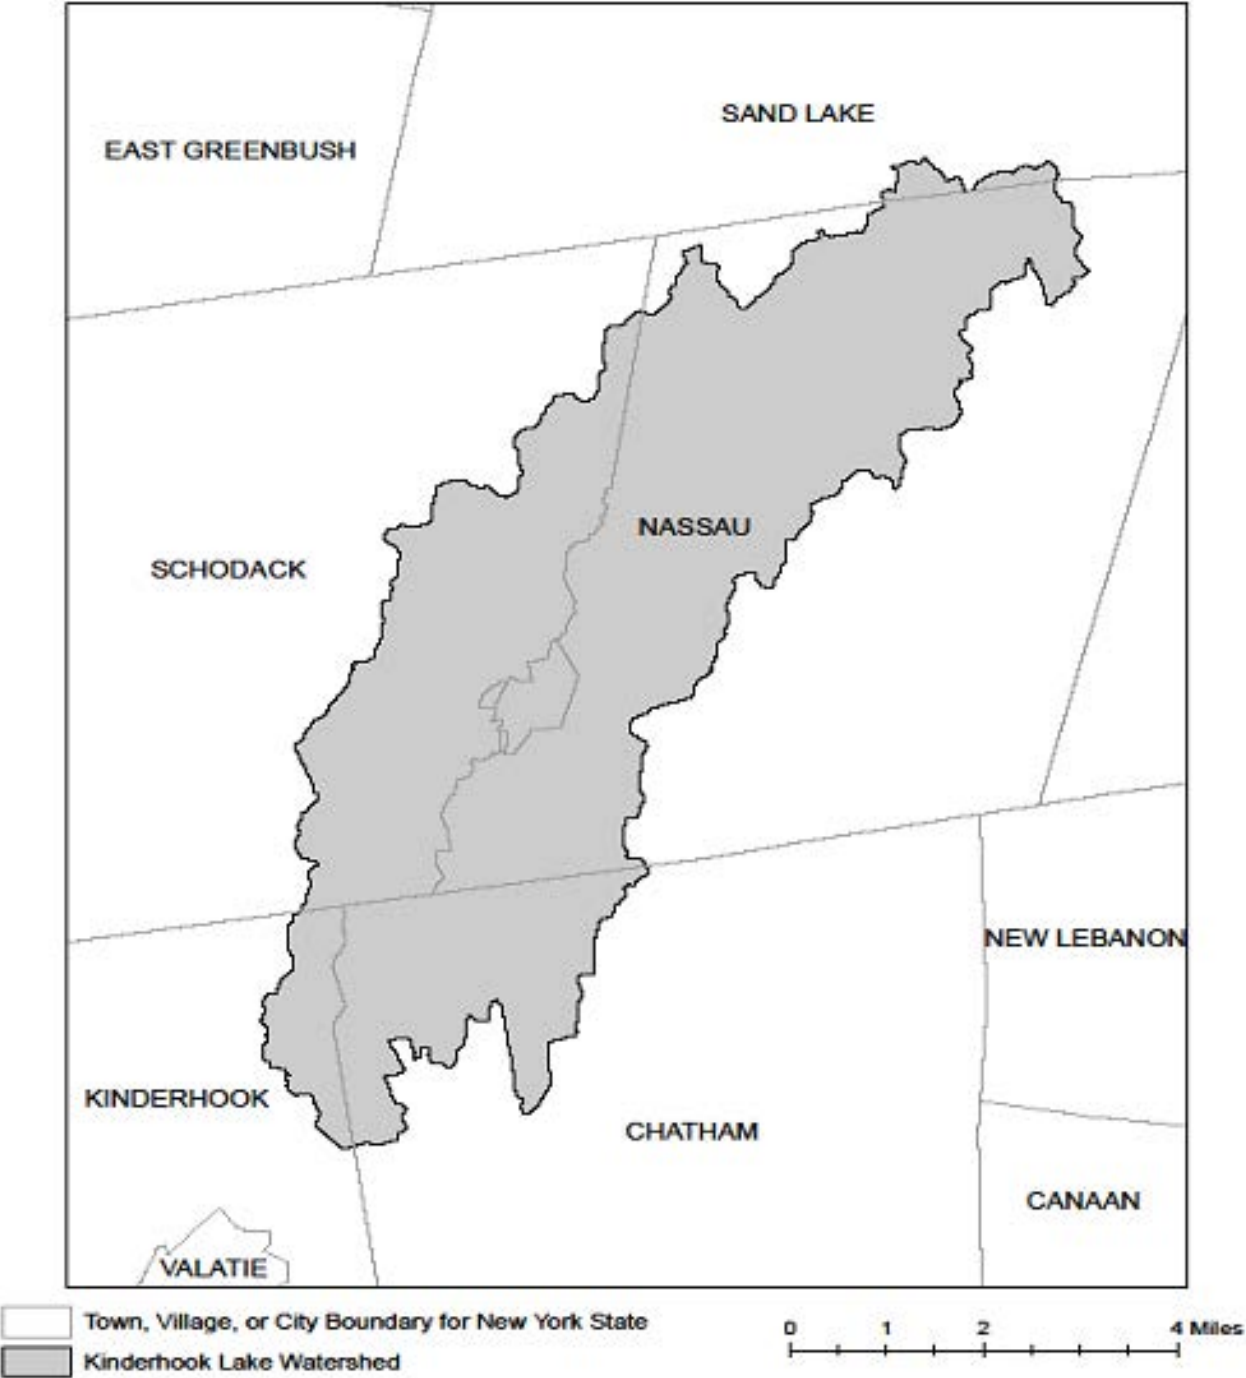 SAND LAKE
EAST GREENBUSH
NASSAU
SCHODACK
NEW LEBANON
KINDERHOOK
CHATHAM
CANAAN
VALATIE
Town, Village, or City Boundary for New York State
Kinderhook Lake Watershed
0 1 2 4 Miles